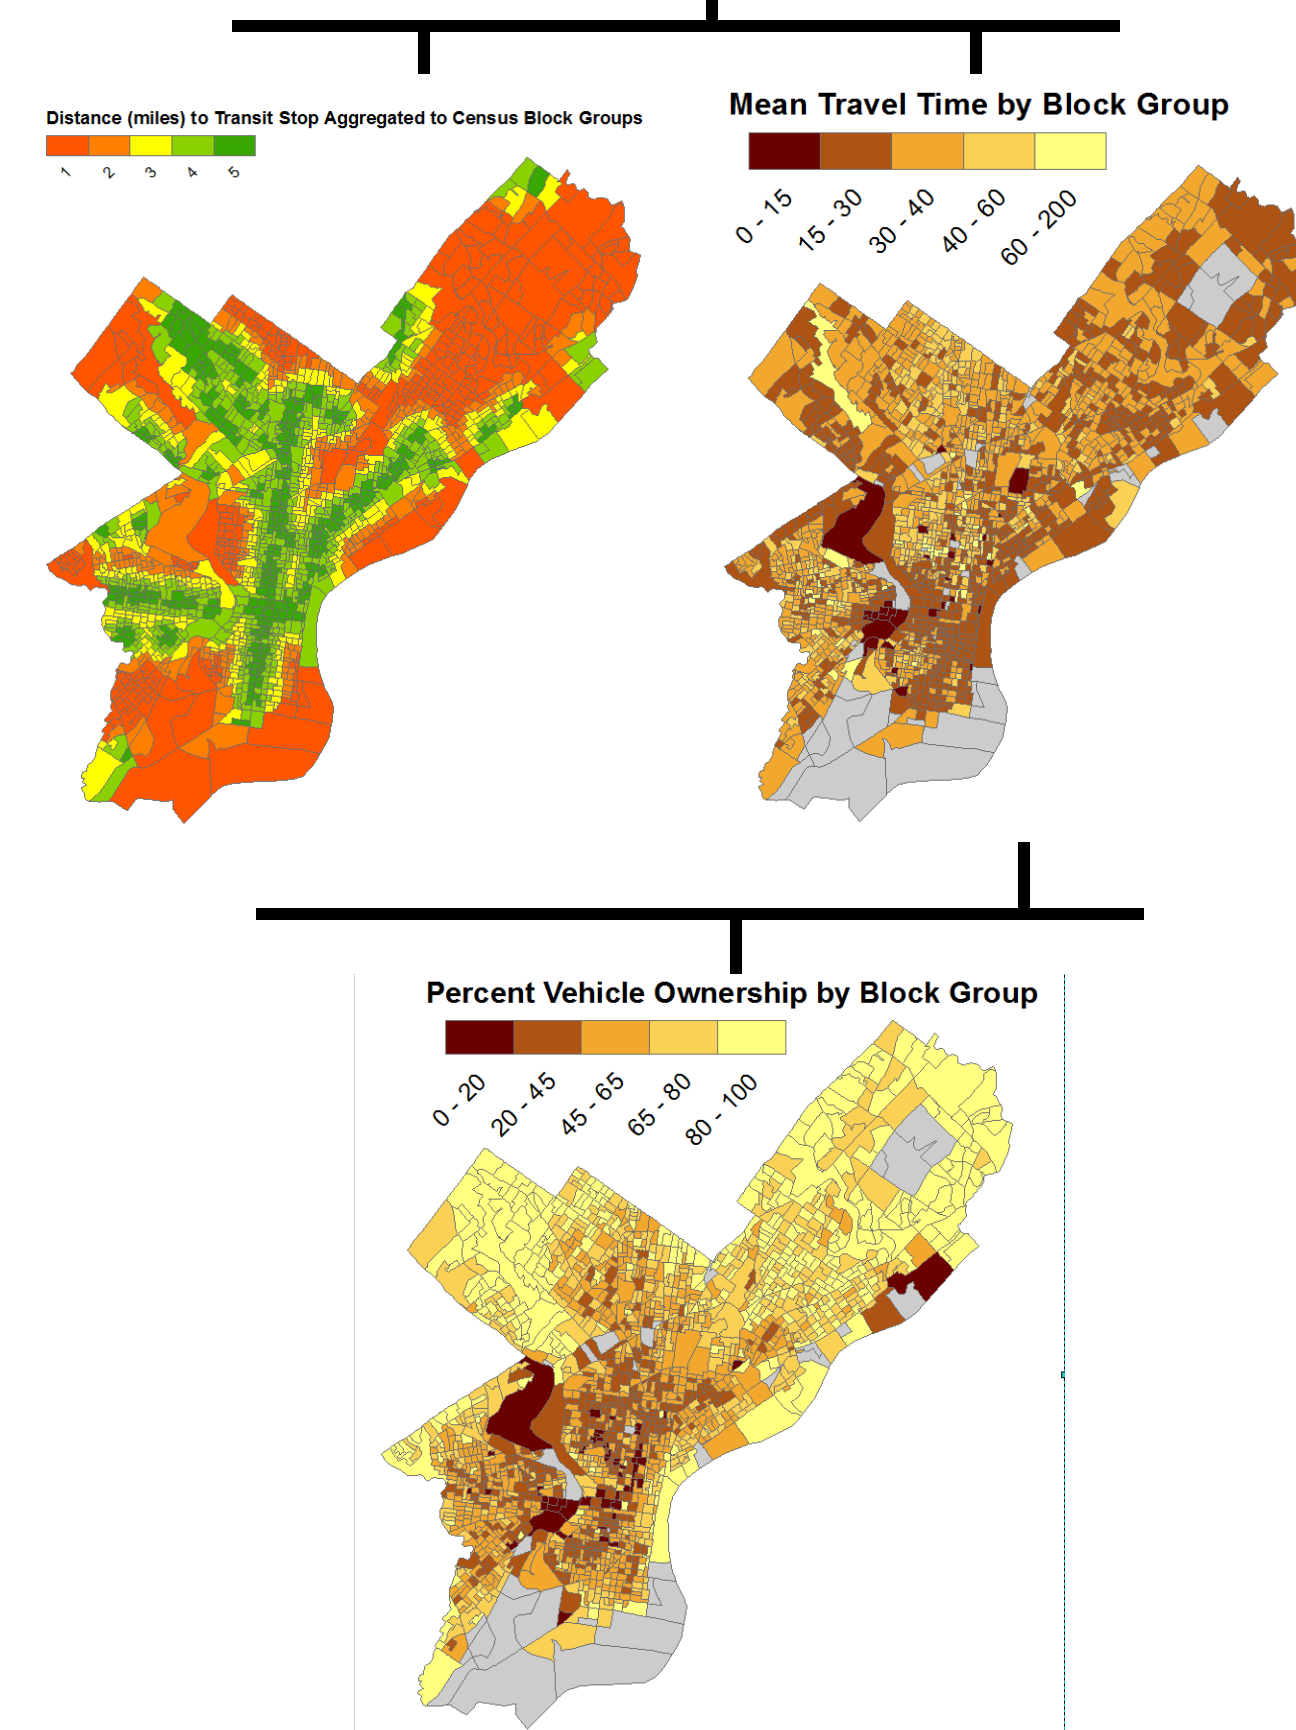 Distance (miles) to Transit Stop Aggregated to Census Block Groups
1 2 3 4 5
Mean Travel Time by Block Group
0 - 15 15 - 30 30 - 40 40 - 60 60 - 200
Percent Vehicle Ownership by Block Group
0 - 20 20 - 45 45 - 65 65 - 80 80 - 100